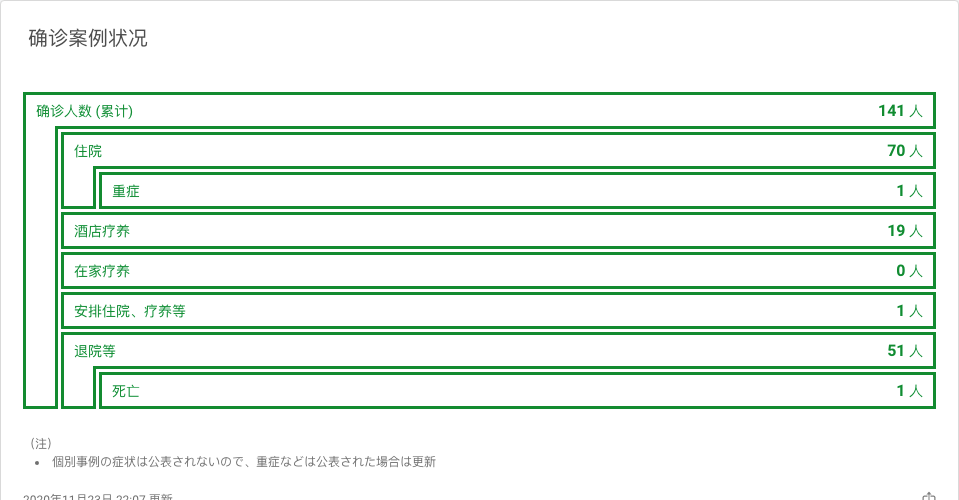 确诊案例状况
确诊人数 (累计) 141 人
住院 70 人
重症 1 人
酒店疗养 19 人
在家疗养 0 人
安排住院、疗养等 1 人
退院等 51 人
死亡 1 人
（注）
• 個別事例の症状は公表されないので、重症などは公表された場合は更新
2020年11月23日 22:07 更新